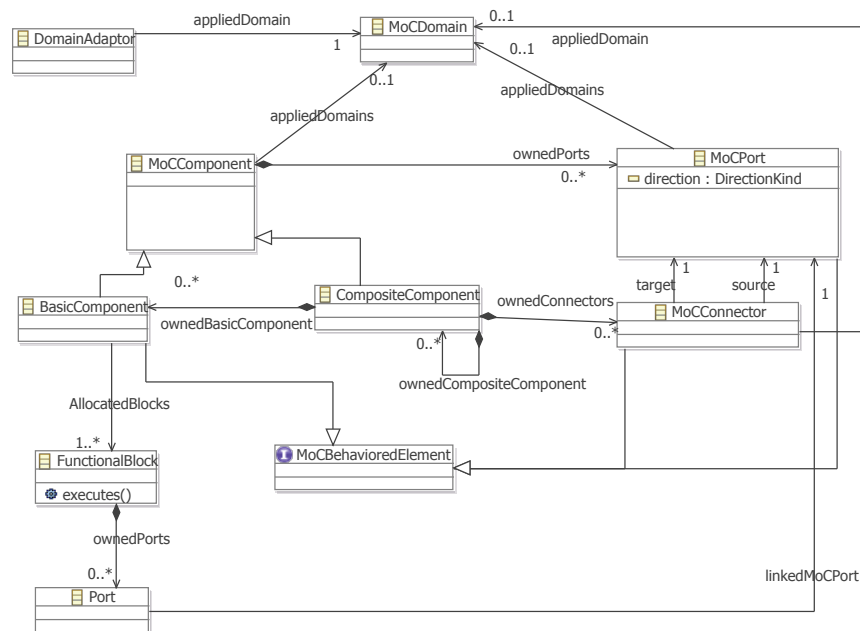 appliedDomain
0..1
DomainAdaptor
MoCDomain
1
appliedDomain
0..1
0..1
appliedDomains
appliedDomains
MoCComponent
ownedPorts
MoCPort
0..*
direction : DirectionKind
target
1
source
1
1
0..*
CompositeComponent
ownedConnectors
BasicComponent
MoCConnector
ownedBasicComponent
0..*
0..*
ownedCompositeComponent
AllocatedBlocks
1..*
FunctionalBlock
I MoCBehavioredElement
executes()
ownedPorts
0..*
linkedMoCPort
Port